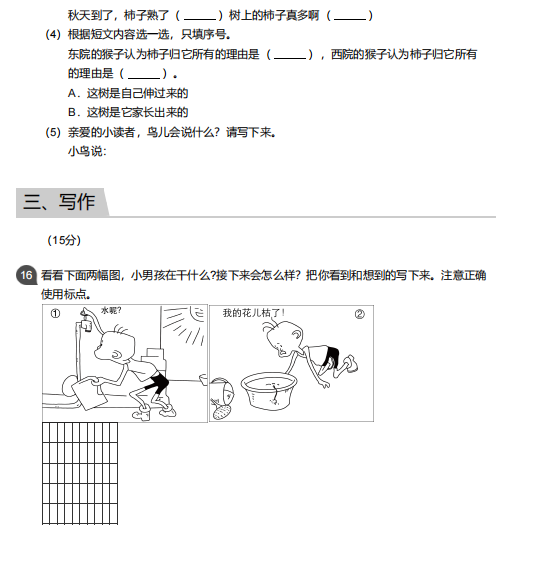 秋天到了，柿子熟了（ ______ ）树上的柿子真多啊（ ______ ）
(4) 根据短文内容选一选，只填序号。
东院的猴子认为柿子归它所有的理由是（ ______ ），西院的猴子认为柿子归它所有
的理由是（ ______ ）。
A．这树是自己伸过来的
B．这树是它家长出来的
(5) 亲爱的小读者，鸟儿会说什么？请写下来。
小鸟说：
三、写作
（15分）
16 看看下面两幅图，小男孩在干什么?接下来会怎么样？把你看到和想到的写下来。注意正确
使用标点。
① 水呢?
我的花儿枯了! ②